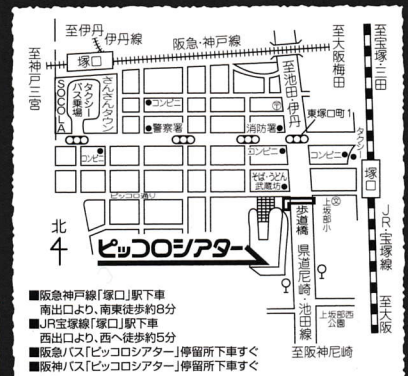 至伊丹
伊丹線
阪急・神戸線
塚口
至神戸三宮
至大阪梅田
至宝塚・三田
SOCOLA
タクシー
バス乗場
さんさんタウン
コンビニ
至池田・伊丹
〒
警察署
消防署
東塚口町1
タクシー
コンビニ
コンビニ
コンビニ
そば・うどん
武蔵坊
塚口
ピッコロ通り
北
4
ピッコロシアター
歩道橋
上坂部小
文
県道尼崎・池田線
JR・宝塚線
上坂部西
公園
至大阪
至阪神尼崎
■阪急神戸線「塚口」駅下車
南出口より、南東徒歩約8分
■JR宝塚線「塚口」駅下車
西出口より、西へ徒歩約5分
■阪急バス「ピッコロシアター」停留所下車すぐ
■阪神バス「ピッコロシアター」停留所下車すぐ